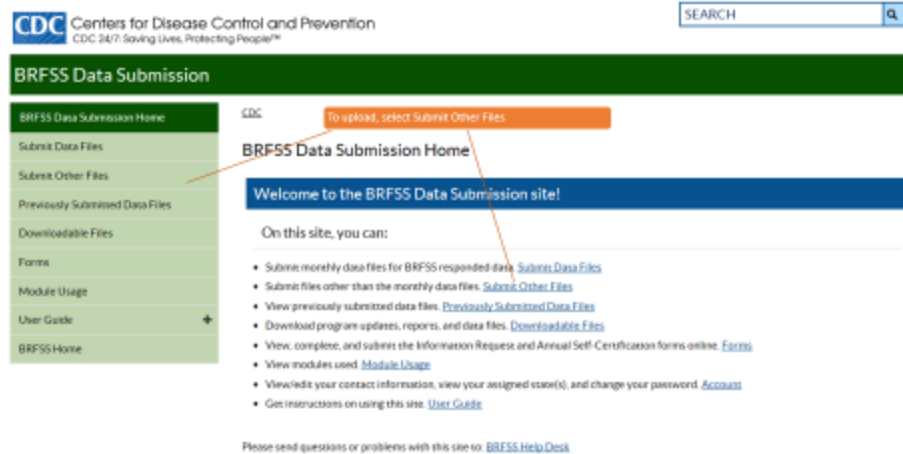 CDC Centers for Disease Control and Prevention
CDC 24/7: Saving Lives, Protecting People™
SEARCH
BRFSS Data Submission
BRFSS Data Submission Home
Submit Data Files
Submit Other Files
Previously Submitted Data Files
Downloadable Files
Forms
Module Usage
User Guide +
BRFSS Home
CDC
To upload, select Submit Other Files
BRFSS Data Submission Home
Welcome to the BRFSS Data Submission site!
On this site, you can:
• Submit monthly data files for BRFSS responded data. Submit Data Files
• Submit files other than the monthly data files. Submit Other Files
• View previously submitted data files. Previously Submitted Data Files
• Download program updates, reports, and data files. Downloadable Files
• View, complete, and submit the Information Request and Annual Self-Certification forms online. Forms
• View modules used. Module Usage
• View/edit your contact information, view your assigned state(s), and change your password. Account
• Get instructions on using this site. User Guide
Please send questions or problems with this site to: BRFSS Help Desk